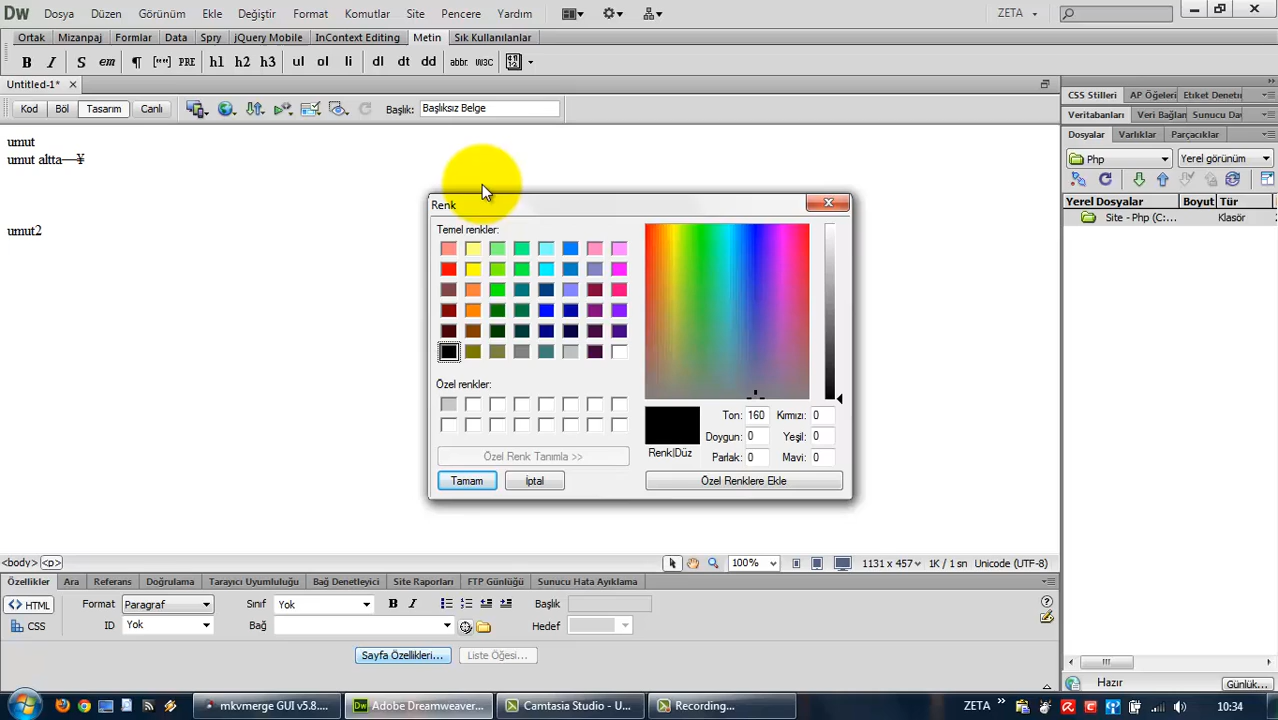 Dw Dosya Düzen Görünüm Ekle Değiştir Format Komutlar Site Pencere Yardım ZETA
Ortak Mizanpaj Formlar Data Spry jQuery Mobile InContext Editing Metin Sık Kullanılanlar
B I S em ¶ [""] PRE h1 h2 h3 ul ol li dl dt dd abbr. W3C
Untitled-1*
Kod Böl Tasarım Canlı Başlık: Başlıksız Belge
CSS Stilleri AP Öğeleri Etiket Denetm
Veritabanları Veri Bağlan Sunucu Da
Dosyalar Varlıklar Parçacıklar
Php Yerel görünüm
Yerel Dosyalar Boyut Tür
Site - Php (C:... Klasör
umut
umut altta—¥
umut2
Renk
Temel renkler:
Özel renkler:
Özel Renk Tanımla >>
Tamam İptal
Renk|Düz
Ton: 160 Kırmızı: 0
Doygun: 0 Yeşil: 0
Parlak: 0 Mavi: 0
Özel Renklere Ekle
<body> <p> 100% 1131 x 457 1K / 1 sn Unicode (UTF-8)
Özellikler Ara Referans Doğrulama Tarayıcı Uyumluluğu Bağ Denetleyici Site Raporları FTP Günlüğü Sunucu Hata Ayıklama
<> HTML Format Paragraf Sınıf Yok B I Başlık
CSS ID Yok Bağ Hedef
Sayfa Özellikleri... Liste Öğesi...
Hazır Günlük...
mkvmerge GUI v5.8.... Adobe Dreamweaver... Camtasia Studio - U... Recording... ZETA 10:34